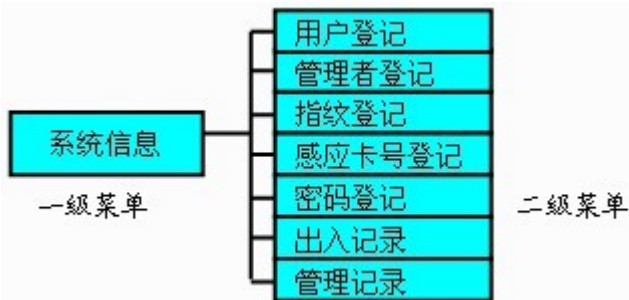 用户登记
管理者登记
指纹登记
系统信息
感应卡号登记
一级菜单
密码登记
二级菜单
出入记录
管理记录